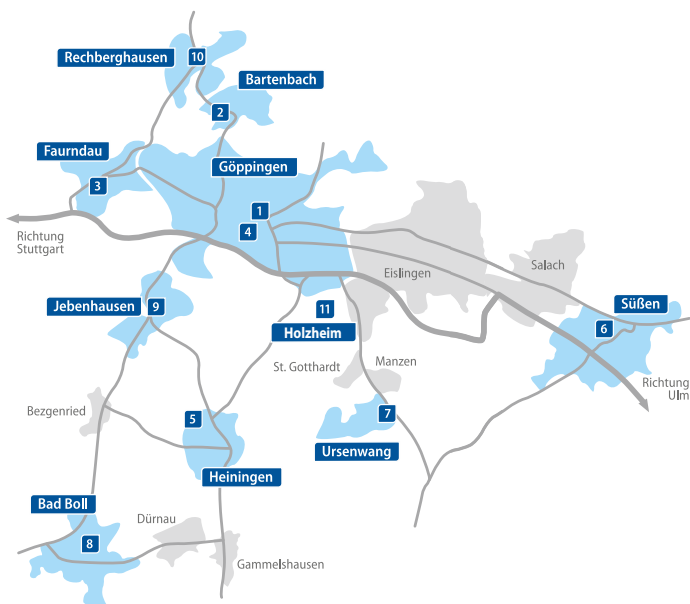 Rechberghausen
10
Bartenbach
2
Faurndau
3
Göppingen
1
4
Richtung
Stuttgart
Eislingen
Salach
Jebenhausen
9
11
Holzheim
Süßen
6
St. Gotthardt
Manzen
Richtung
Ulm
Bezgenried
5
7
Ursenwang
Heiningen
Bad Boll
8
Dürnau
Gammelshausen